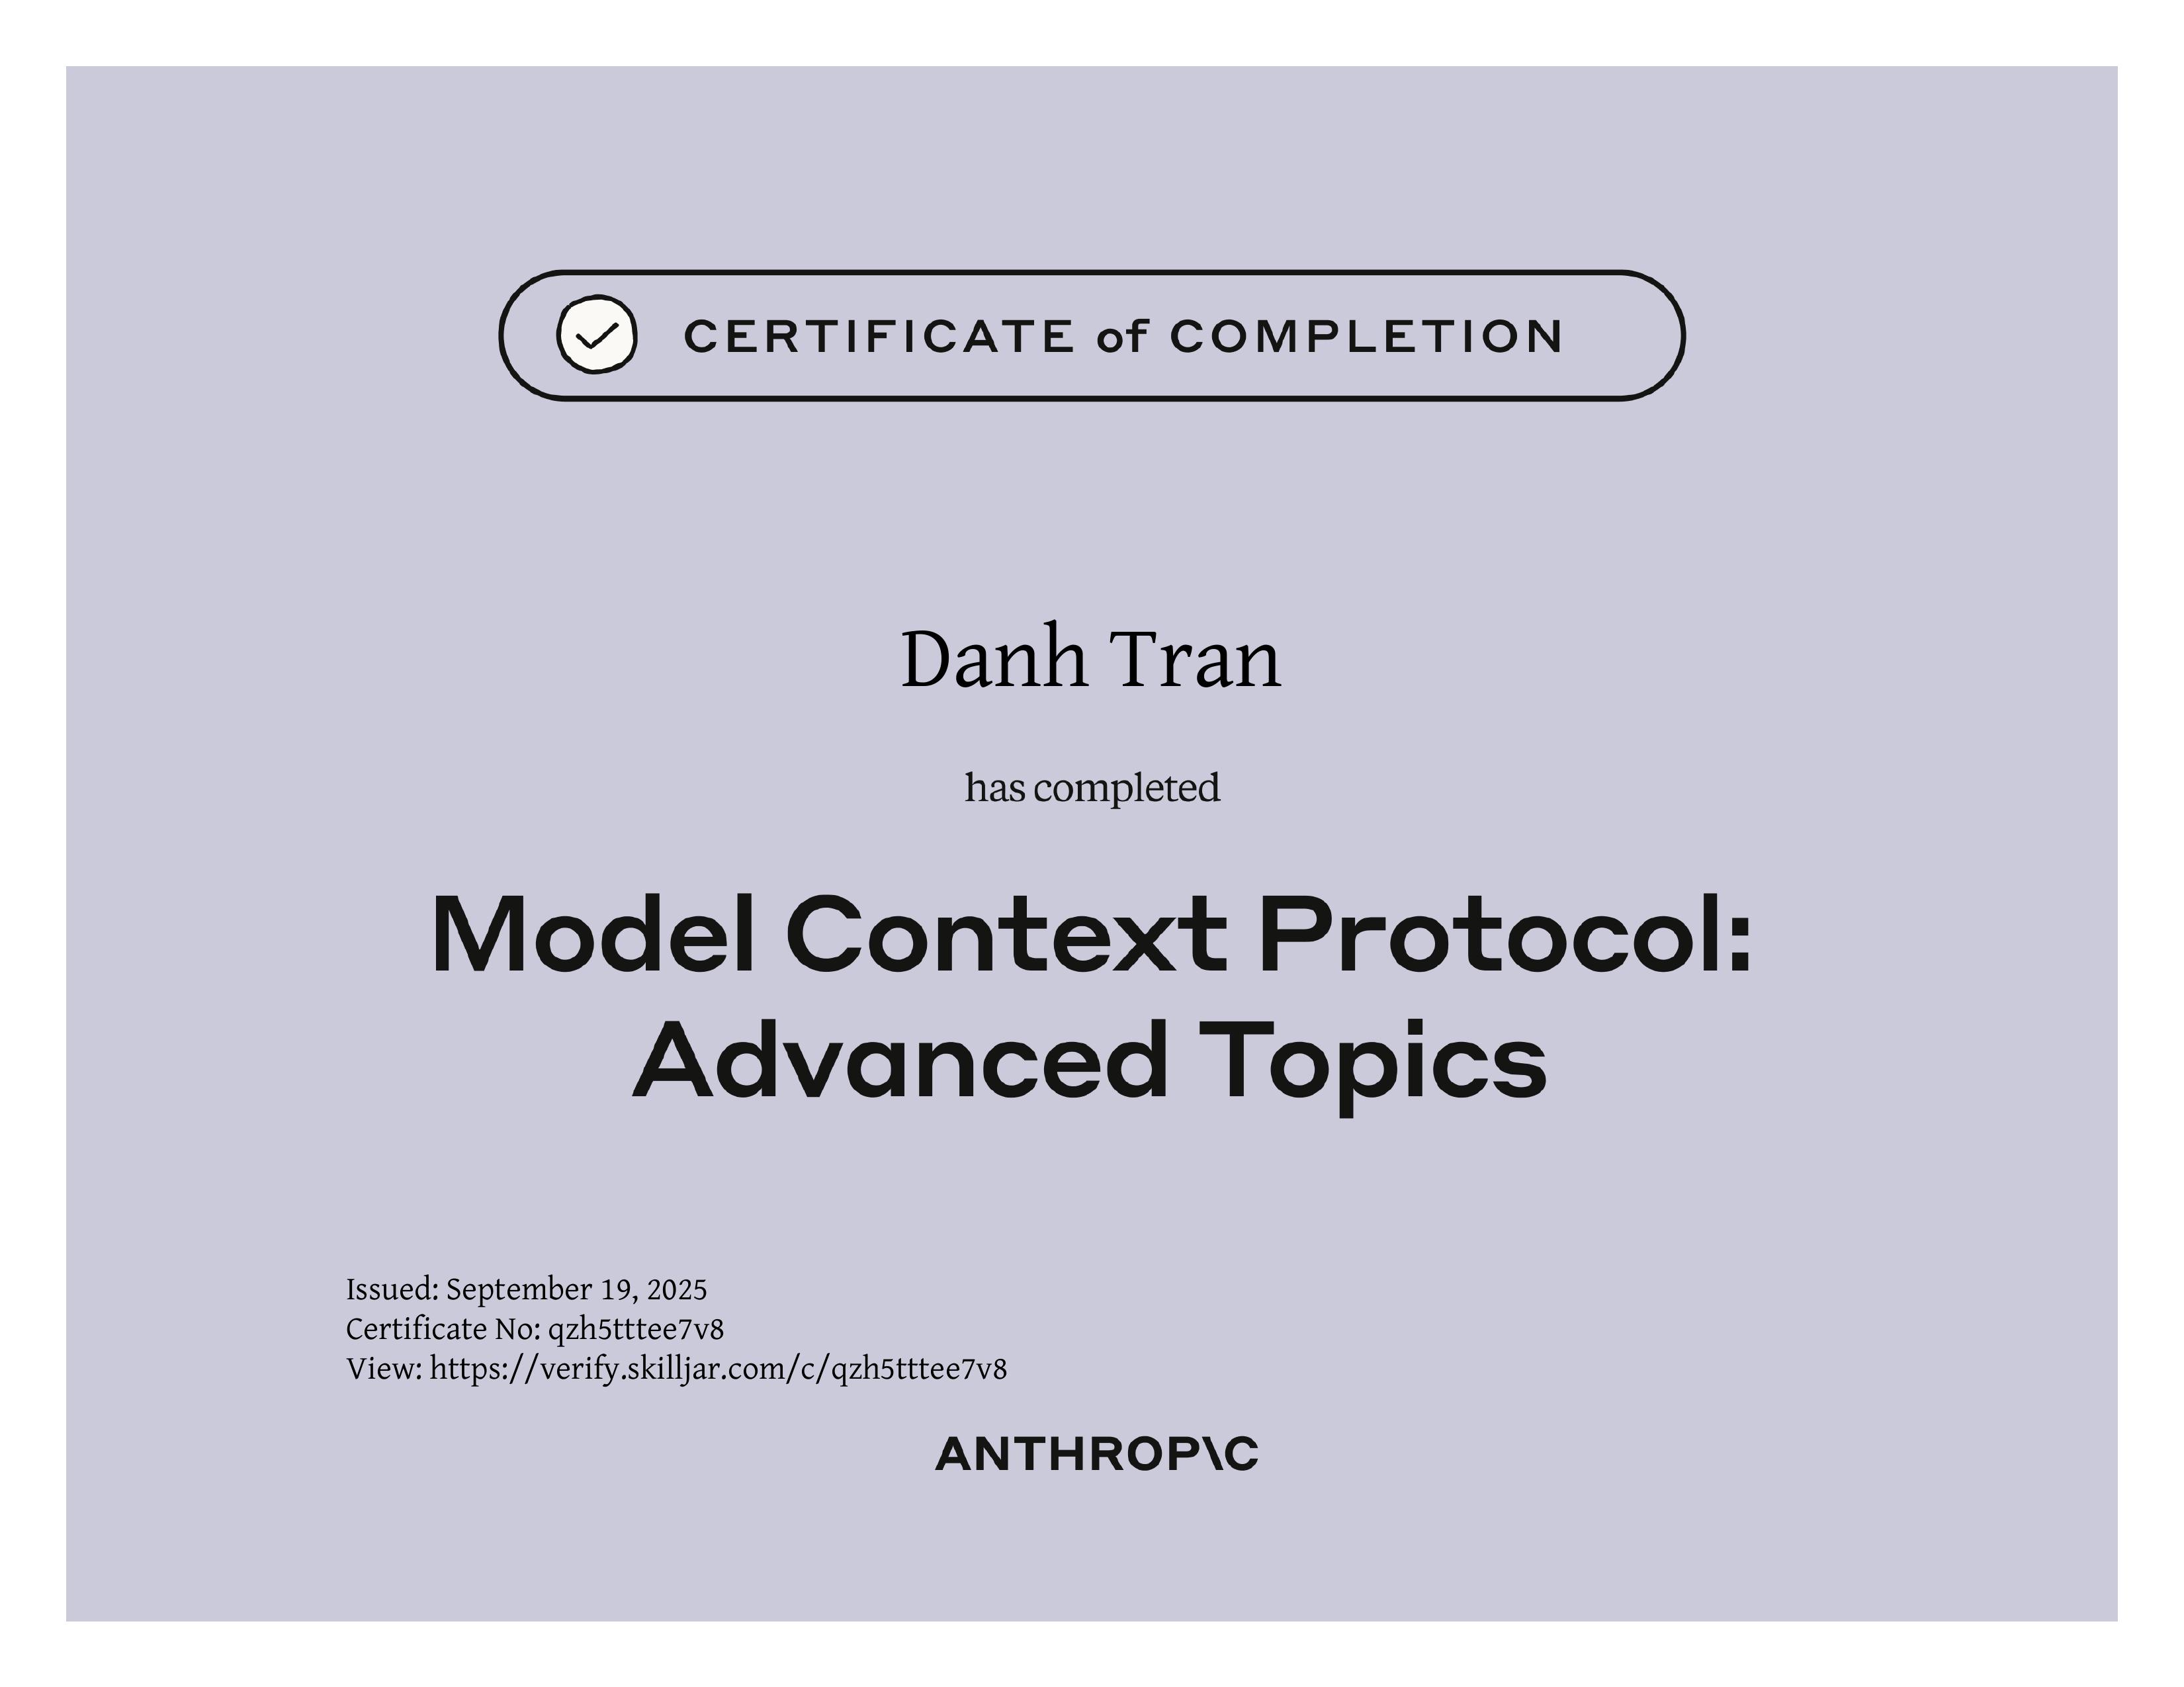 CERTIFICATE of COMPLETION
Danh Tran
has completed
Model Context Protocol:
Advanced Topics
Issued: September 19, 2025
Certificate No: qzh5tttee7v8
View: https://verify.skilljar.com/c/qzh5tttee7v8
ANTHROP\C